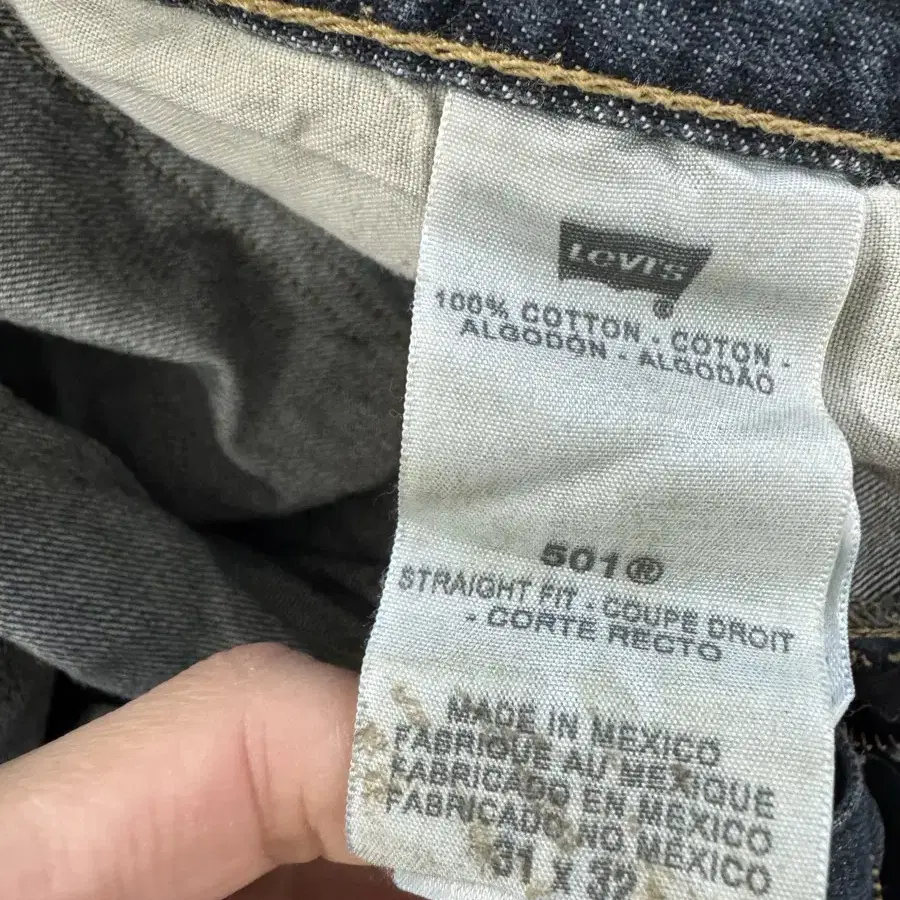 Levi's
®
100% COTTON - COTON -
ALGODON - ALGODÃO
501®
STRAIGHT FIT - COUPE DROIT
- CORTE RECTO
MADE IN MEXICO
FABRIQUE AU MEXIQUE
FABRICADO EN MEXICO
FABRICADO NO MEXICO
31 X 32